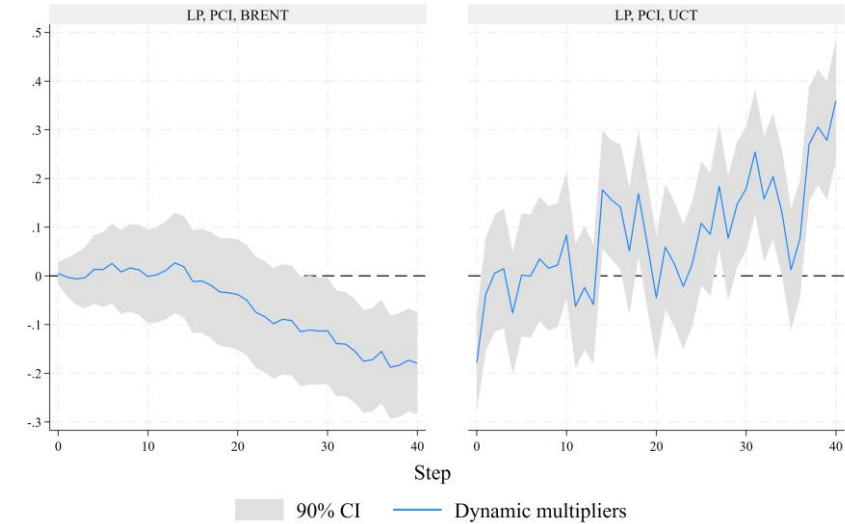 LP, PCI, BRENT
LP, PCI, UCT
.5
.4
.3
.2
.1
0
-.1
-.2
-.3
0 10 20 30 40
0 10 20 30 40
Step
90% CI Dynamic multipliers